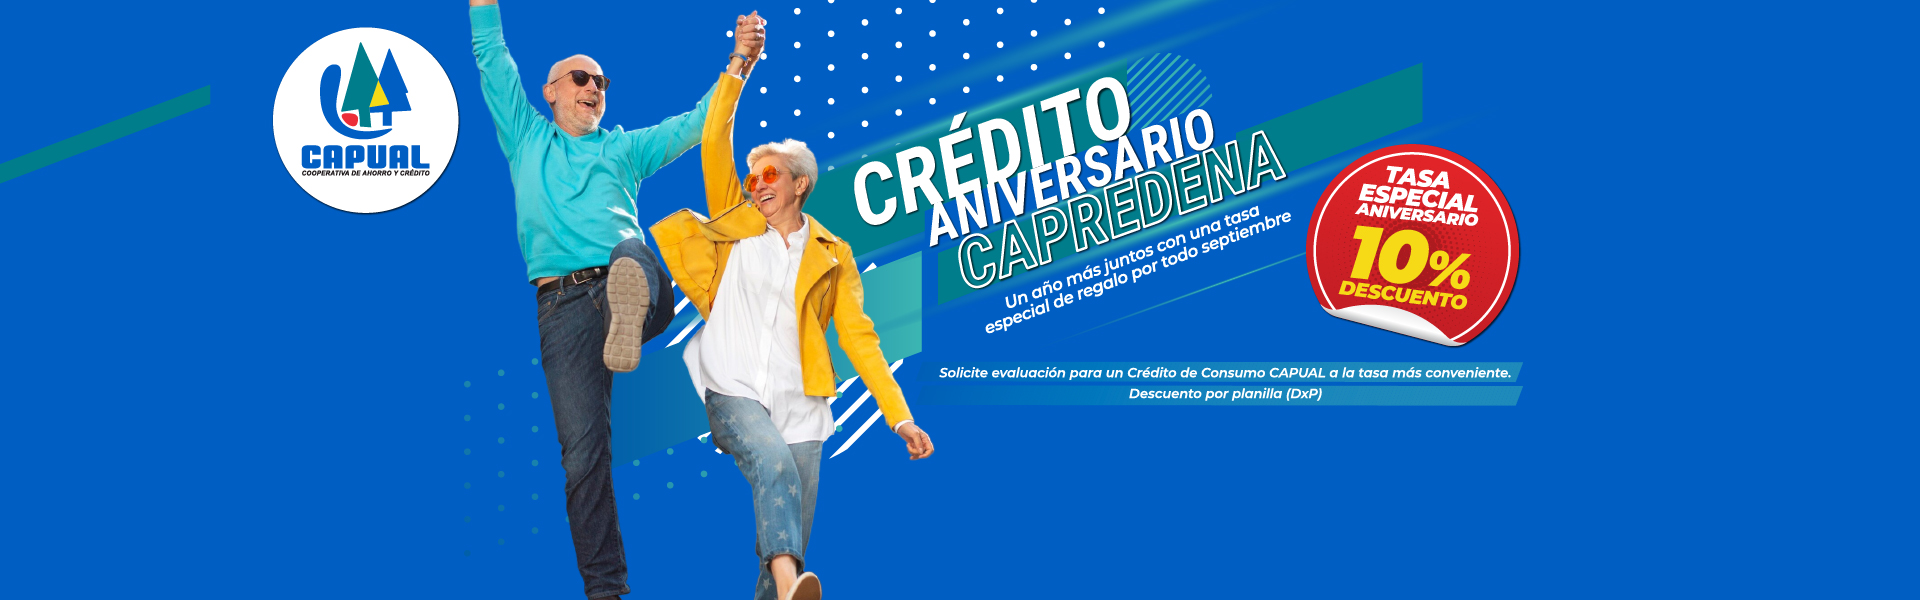 CAPUAL
COOPERATIVA DE AHORRO Y CRÉDITO
CRÉDITO
ANIVERSARIO
CAPREDENA
Un año más juntos con una tasa
especial de regalo por todo septiembre
TASA
ESPECIAL
ANIVERSARIO
10%
DESCUENTO
Solicite evaluación para un Crédito de Consumo CAPUAL a la tasa más conveniente.
Descuento por planilla (DxP)